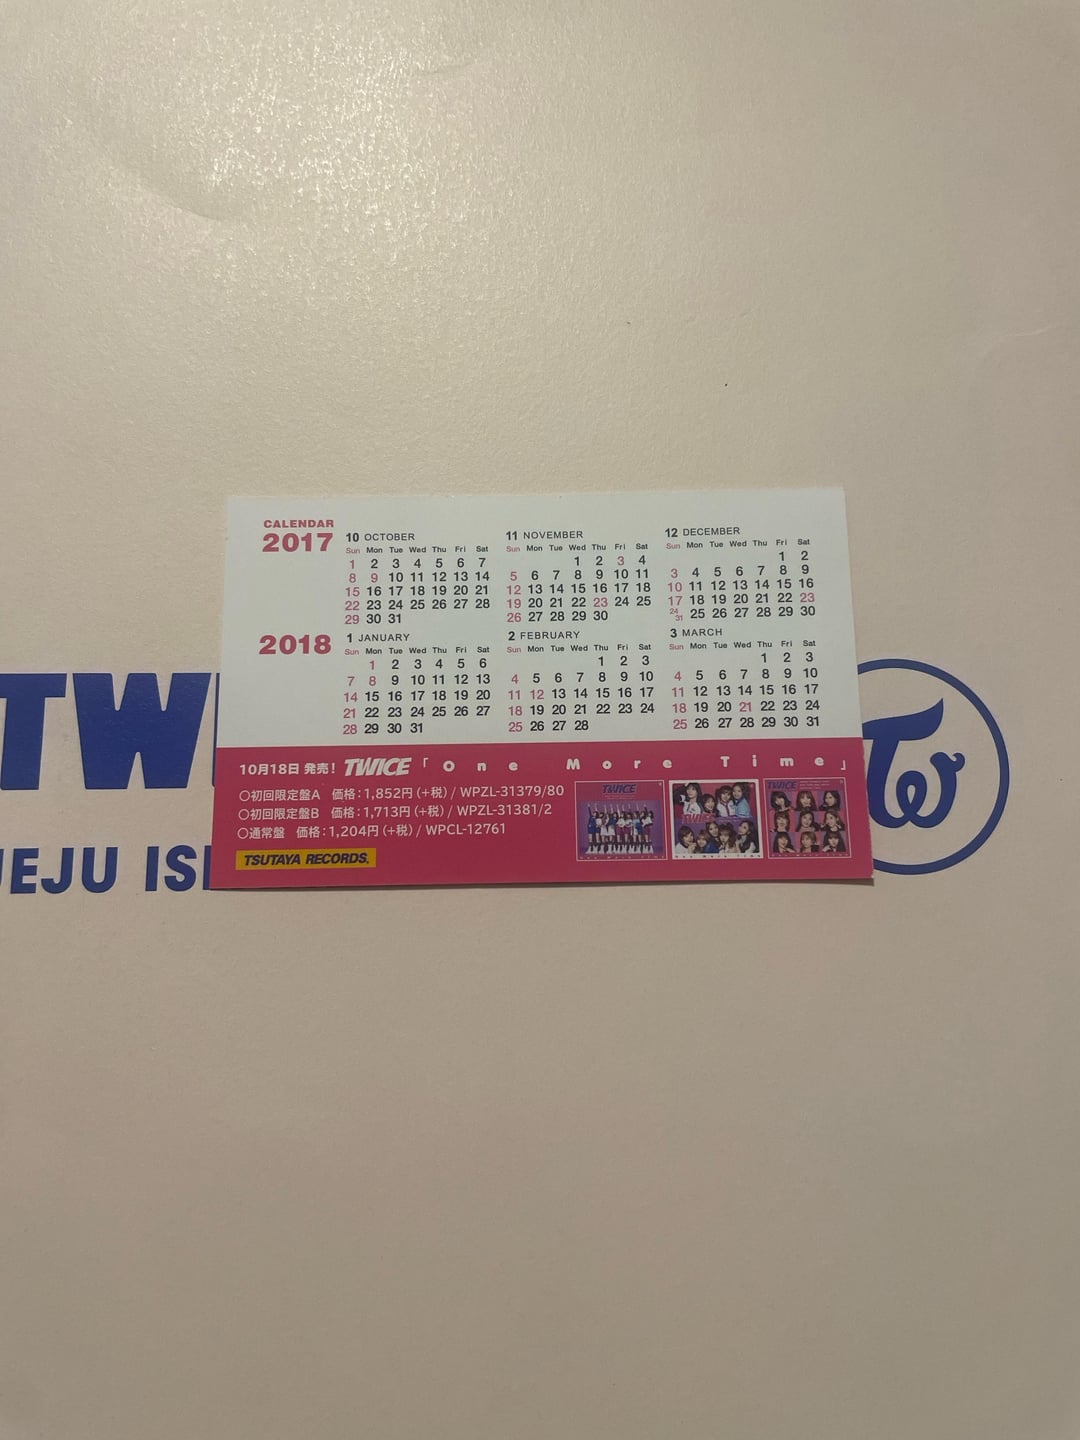 CALENDAR
2017
10 OCTOBER
Sun Mon Tue Wed Thu Fri Sat
1 2 3 4 5 6 7
8 9 10 11 12 13 14
15 16 17 18 19 20 21
22 23 24 25 26 27 28
29 30 31
11 NOVEMBER
Sun Mon Tue Wed Thu Fri Sat
1 2 3 4
5 6 7 8 9 10 11
12 13 14 15 16 17 18
19 20 21 22 23 24 25
26 27 28 29 30
12 DECEMBER
Sun Mon Tue Wed Thu Fri Sat
1 2
3 4 5 6 7 8 9
10 11 12 13 14 15 16
17 18 19 20 21 22 23
24/31 25 26 27 28 29 30
2018
1 JANUARY
Sun Mon Tue Wed Thu Fri Sat
1 2 3 4 5 6
7 8 9 10 11 12 13
14 15 16 17 18 19 20
21 22 23 24 25 26 27
28 29 30 31
2 FEBRUARY
Sun Mon Tue Wed Thu Fri Sat
1 2 3
4 5 6 7 8 9 10
11 12 13 14 15 16 17
18 19 20 21 22 23 24
25 26 27 28
3 MARCH
Sun Mon Tue Wed Thu Fri Sat
1 2 3
4 5 6 7 8 9 10
11 12 13 14 15 16 17
18 19 20 21 22 23 24
25 26 27 28 29 30 31
10月18日 発売! TWICE「One More Time」
○初回限定盤A 価格：1,852円（+税）/ WPZL-31379/80
○初回限定盤B 価格：1,713円（+税）/ WPZL-31381/2
○通常盤 価格：1,204円（+税）/ WPCL-12761
TSUTAYA RECORDS.
TWICE
One More Time
TWICE
One More Time
TWICE
One More Time
TW
JEJU IS